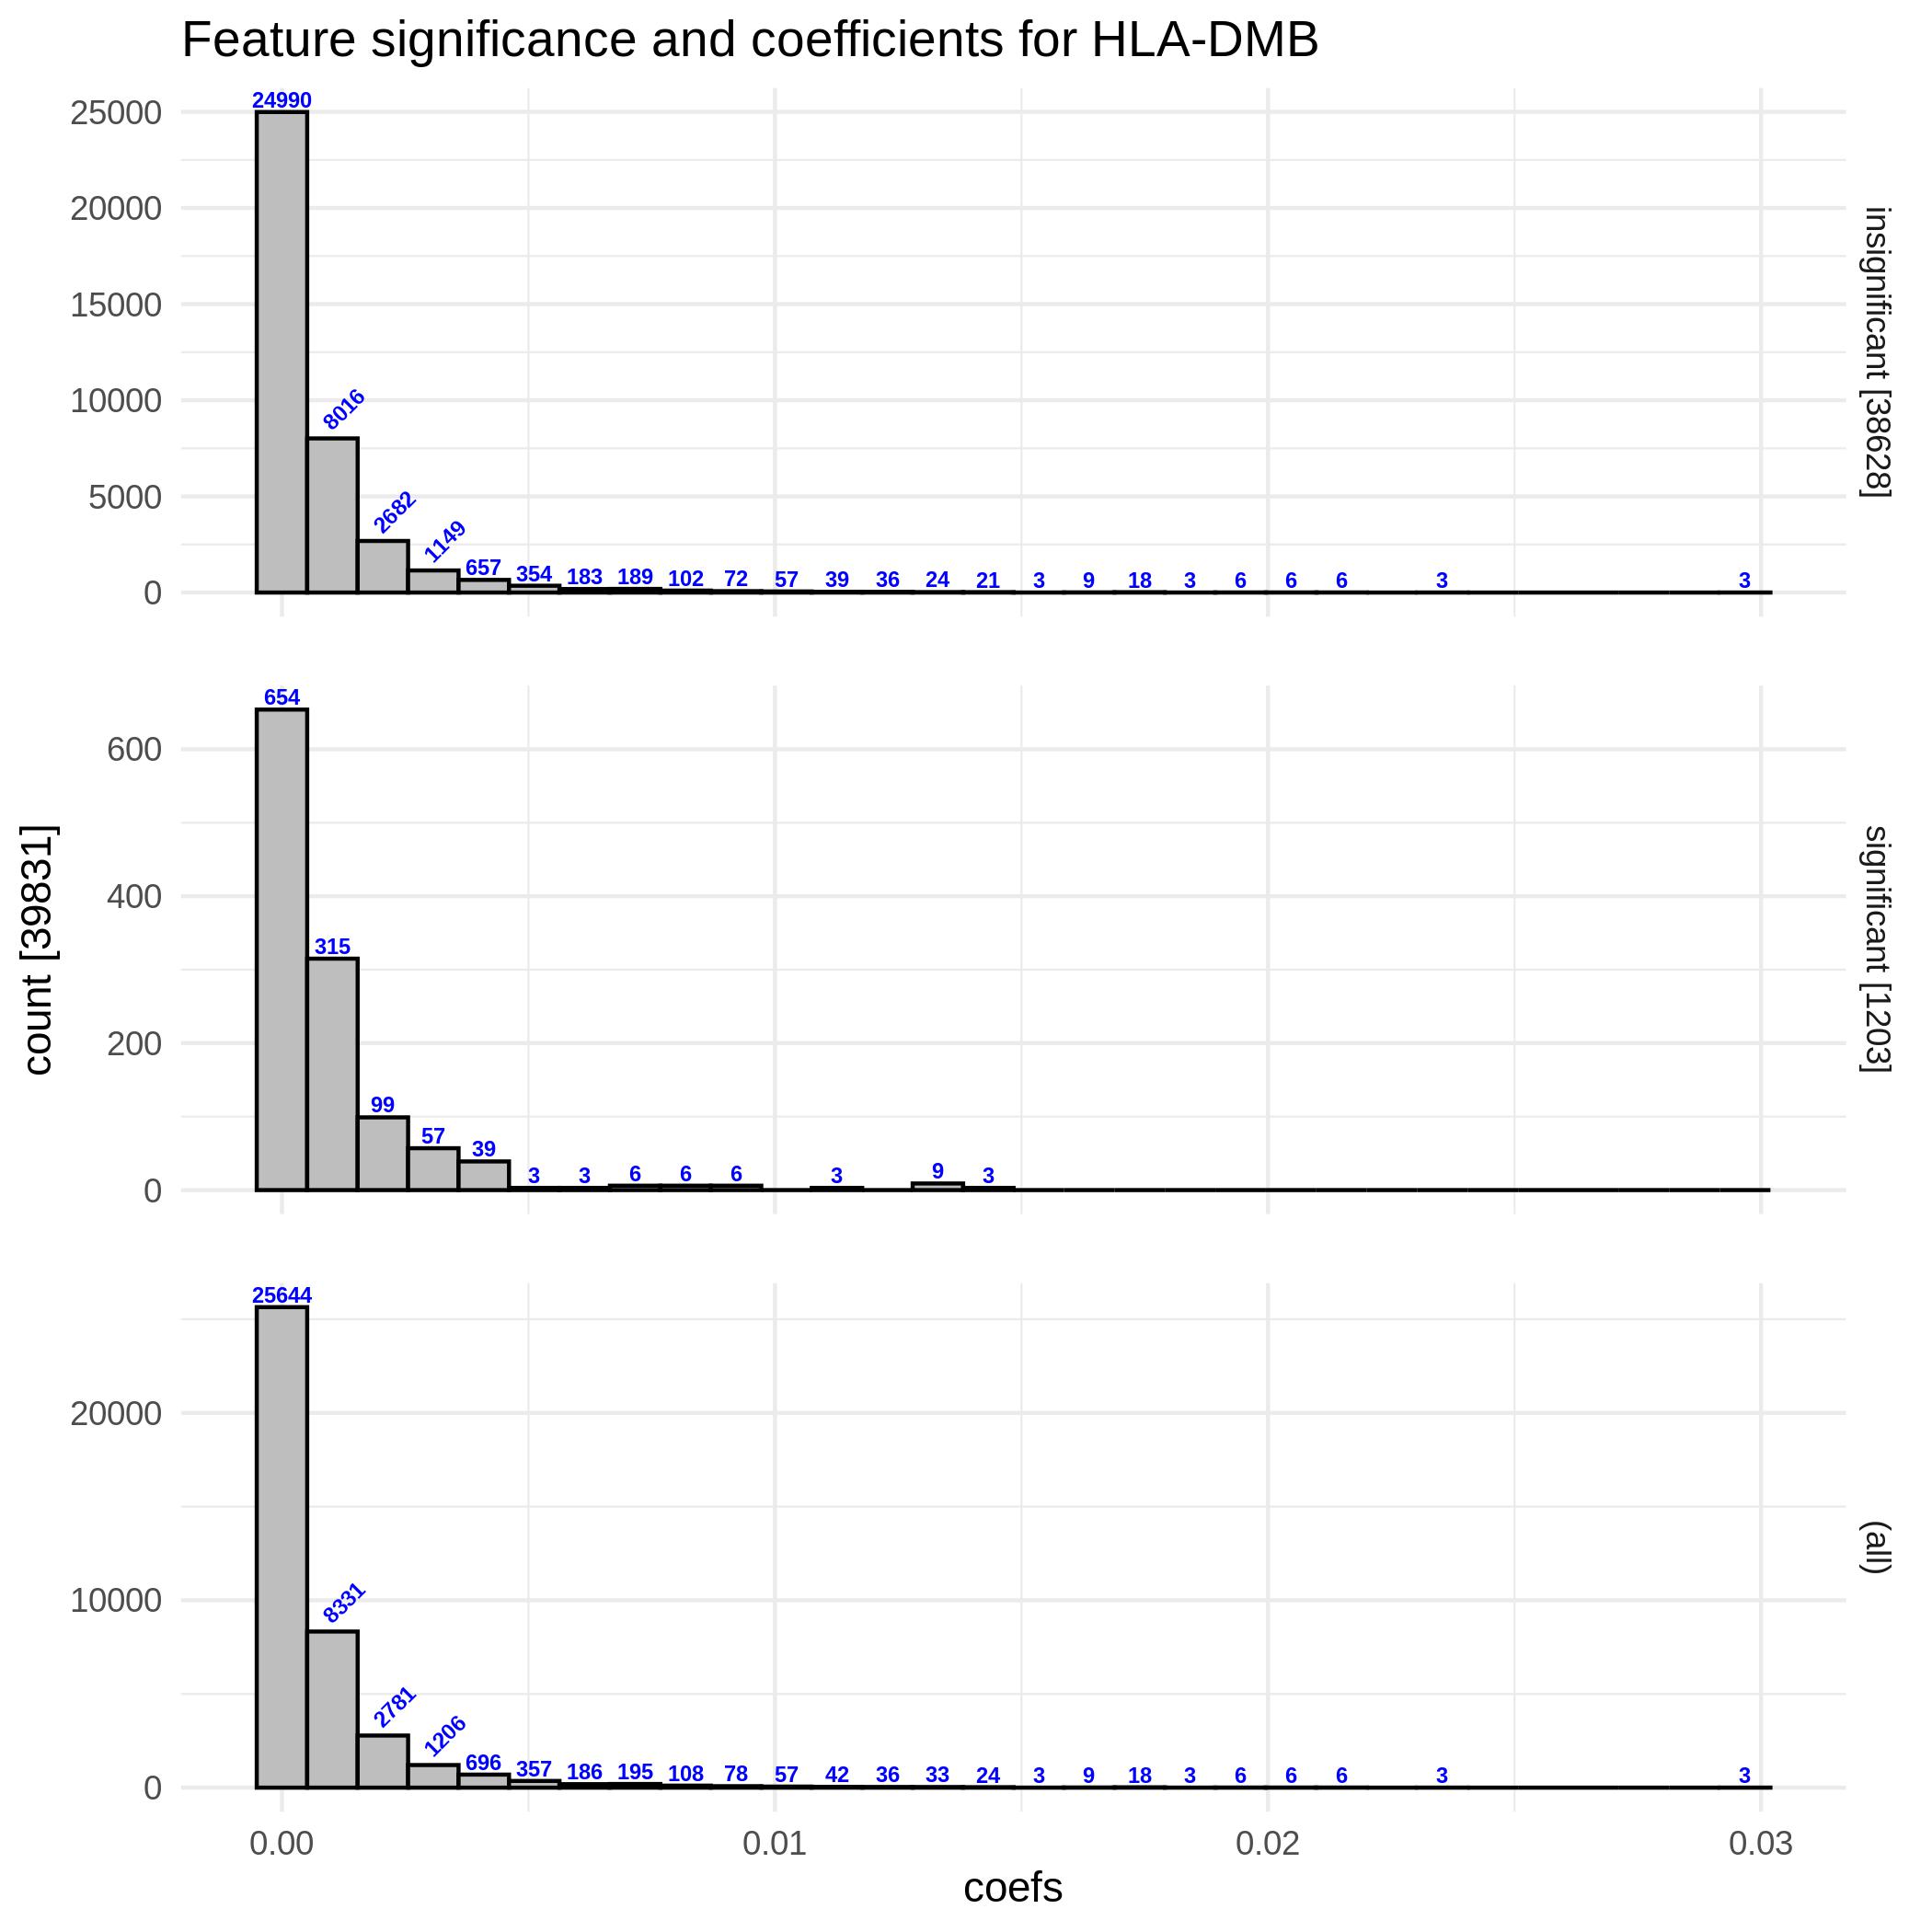 Feature significance and coefficients for HLA-DMB
count [39831]
25000
20000
15000
10000
5000
0
24990
8016
2682
1149
657 354 183 189 102 72 57 39 36 24 21 3 9 18 3 6 6 6 3 3
insignificant [38628]
600
400
200
0
654
315
99
57
39
3 3 6 6 6 3 9 3
significant [1203]
20000
10000
0
25644
8331
2781
1206
696 357 186 195 108 78 57 42 36 33 24 3 9 18 3 6 6 6 3 3
(all)
0.00 0.01 0.02 0.03
coefs